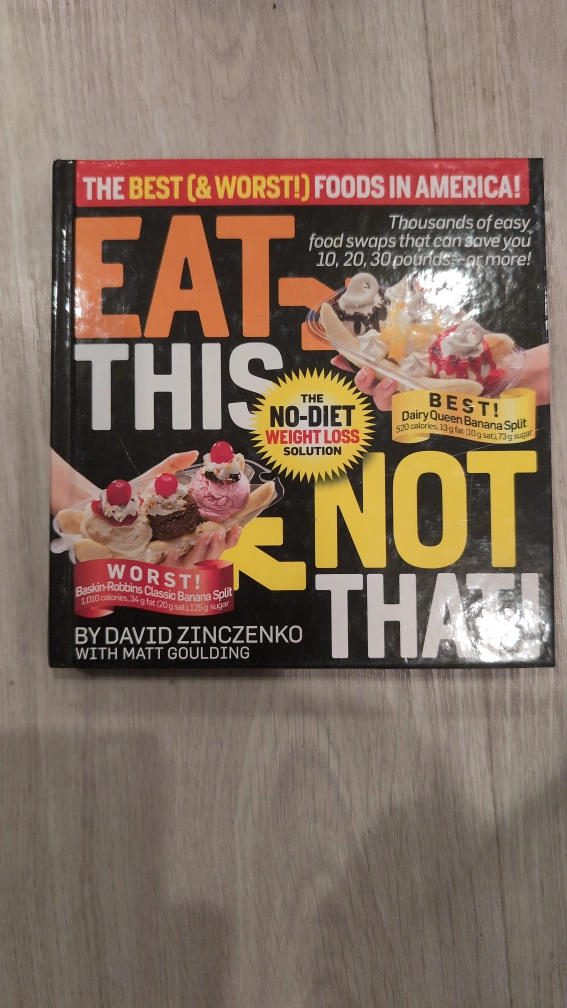 THE BEST (& WORST!) FOODS IN AMERICA!
EAT
THIS
Thousands of easy
food swaps that can save you
10, 20, 30 pounds—or more!
THE
NO-DIET
WEIGHT LOSS
SOLUTION
BEST!
Dairy Queen Banana Split
520 calories, 13 g fat (10 g sat), 73 g sugar
NOT
THAT!
WORST!
Baskin-Robbins Classic Banana Split
1,010 calories, 34 g fat (20 g sat), 125 g sugar
BY DAVID ZINCZENKO
WITH MATT GOULDING